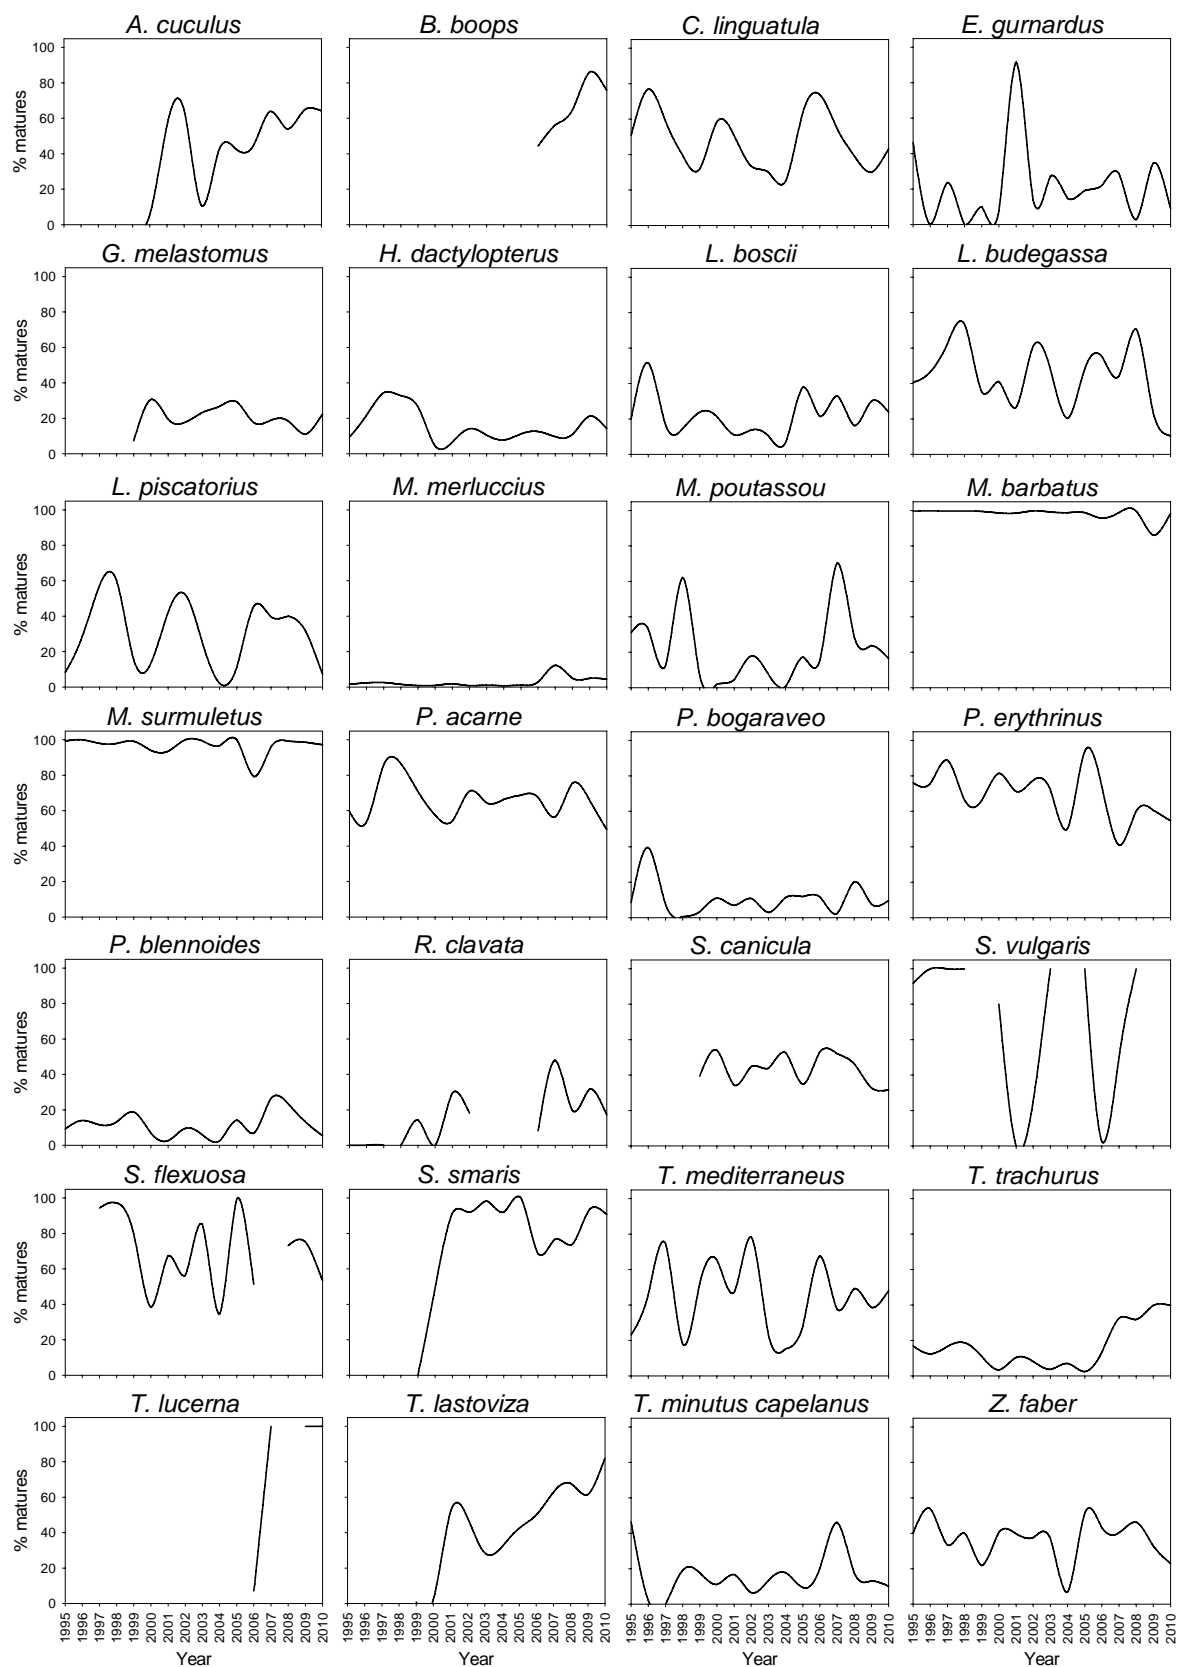 A. cuculus B. boops C. linguatula E. gurnardus
% matures
100
80
60
40
20
0
G. melastomus H. dactylopterus L. boscii L. budegassa
% matures
100
80
60
40
20
0
L. piscatorius M. merluccius M. poutassou M. barbatus
% matures
100
80
60
40
20
0
M. surmuletus P. acarne P. bogaraveo P. erythrinus
% matures
100
80
60
40
20
0
P. blennoides R. clavata S. canicula S. vulgaris
% matures
100
80
60
40
20
0
S. flexuosa S. smaris T. mediterraneus T. trachurus
% matures
100
80
60
40
20
0
T. lucerna T. lastoviza T. minutus capelanus Z. faber
% matures
100
80
60
40
20
0
1995 1996 1997 1998 1999 2000 2001 2002 2003 2004 2005 2006 2007 2008 2009 2010
1995 1996 1997 1998 1999 2000 2001 2002 2003 2004 2005 2006 2007 2008 2009 2010
1995 1996 1997 1998 1999 2000 2001 2002 2003 2004 2005 2006 2007 2008 2009 2010
1995 1996 1997 1998 1999 2000 2001 2002 2003 2004 2005 2006 2007 2008 2009 2010
Year Year Year Year